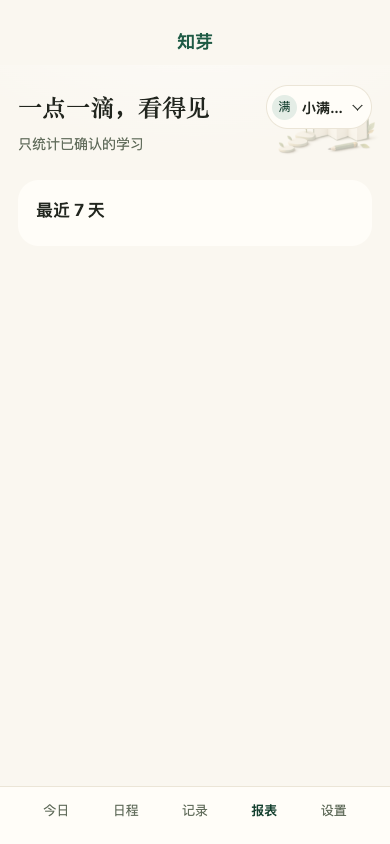 知芽
一点一滴，看得见
满 小满...
只统计已确认的学习
最近 7 天
今日 日程 记录 报表 设置